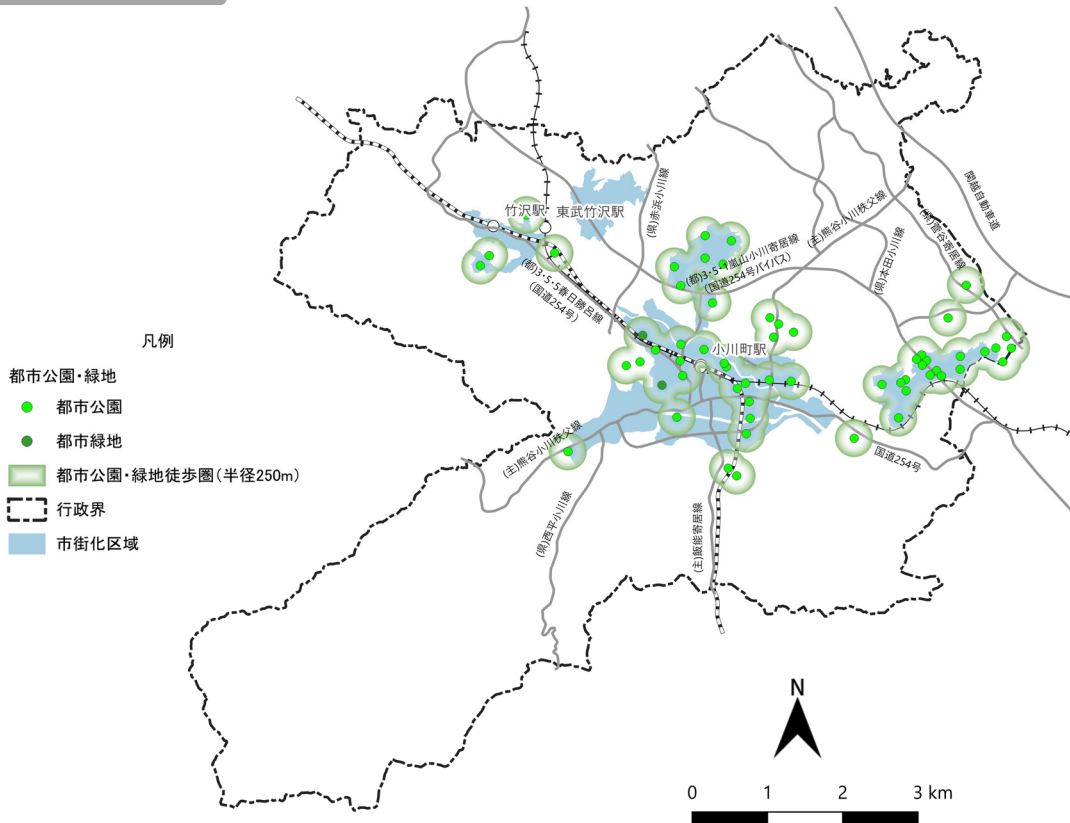 竹沢駅
東武竹沢駅
(県)赤浜小川線
(主)熊谷小川秩父線
関越自動車道
(県)菅谷寄居線
(県)本田小川線
(都)3・5・1嵐山小川寄居線
(国道254号バイパス)
(都)3・5・5春日勝呂線
(国道254号)
小川町駅
凡例
都市公園・緑地
都市公園
都市緑地
都市公園・緑地徒歩圏(半径250m)
行政界
市街化区域
(主)熊谷小川秩父線
国道254号
(県)西平小川線
(主)飯能寄居線
N
0 1 2 3 km